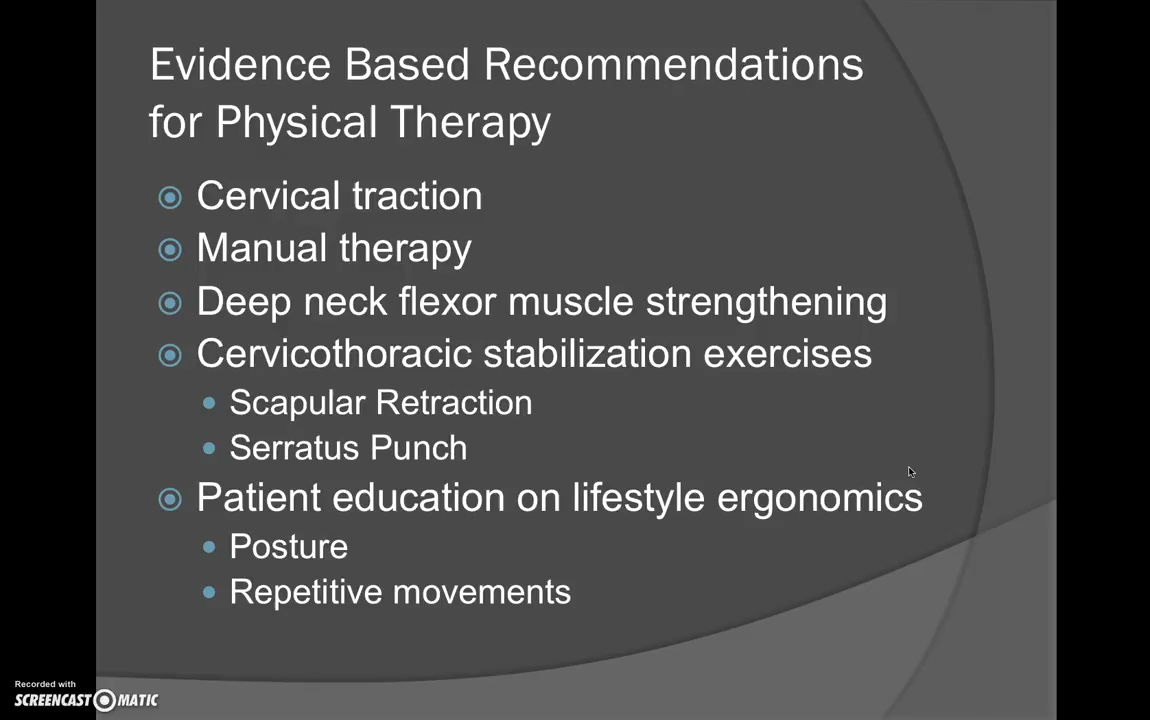 Evidence Based Recommendations
for Physical Therapy
Cervical traction
Manual therapy
Deep neck flexor muscle strengthening
Cervicothoracic stabilization exercises
Scapular Retraction
Serratus Punch
Patient education on lifestyle ergonomics
Posture
Repetitive movements
Recorded with
SCREENCAST MATIC